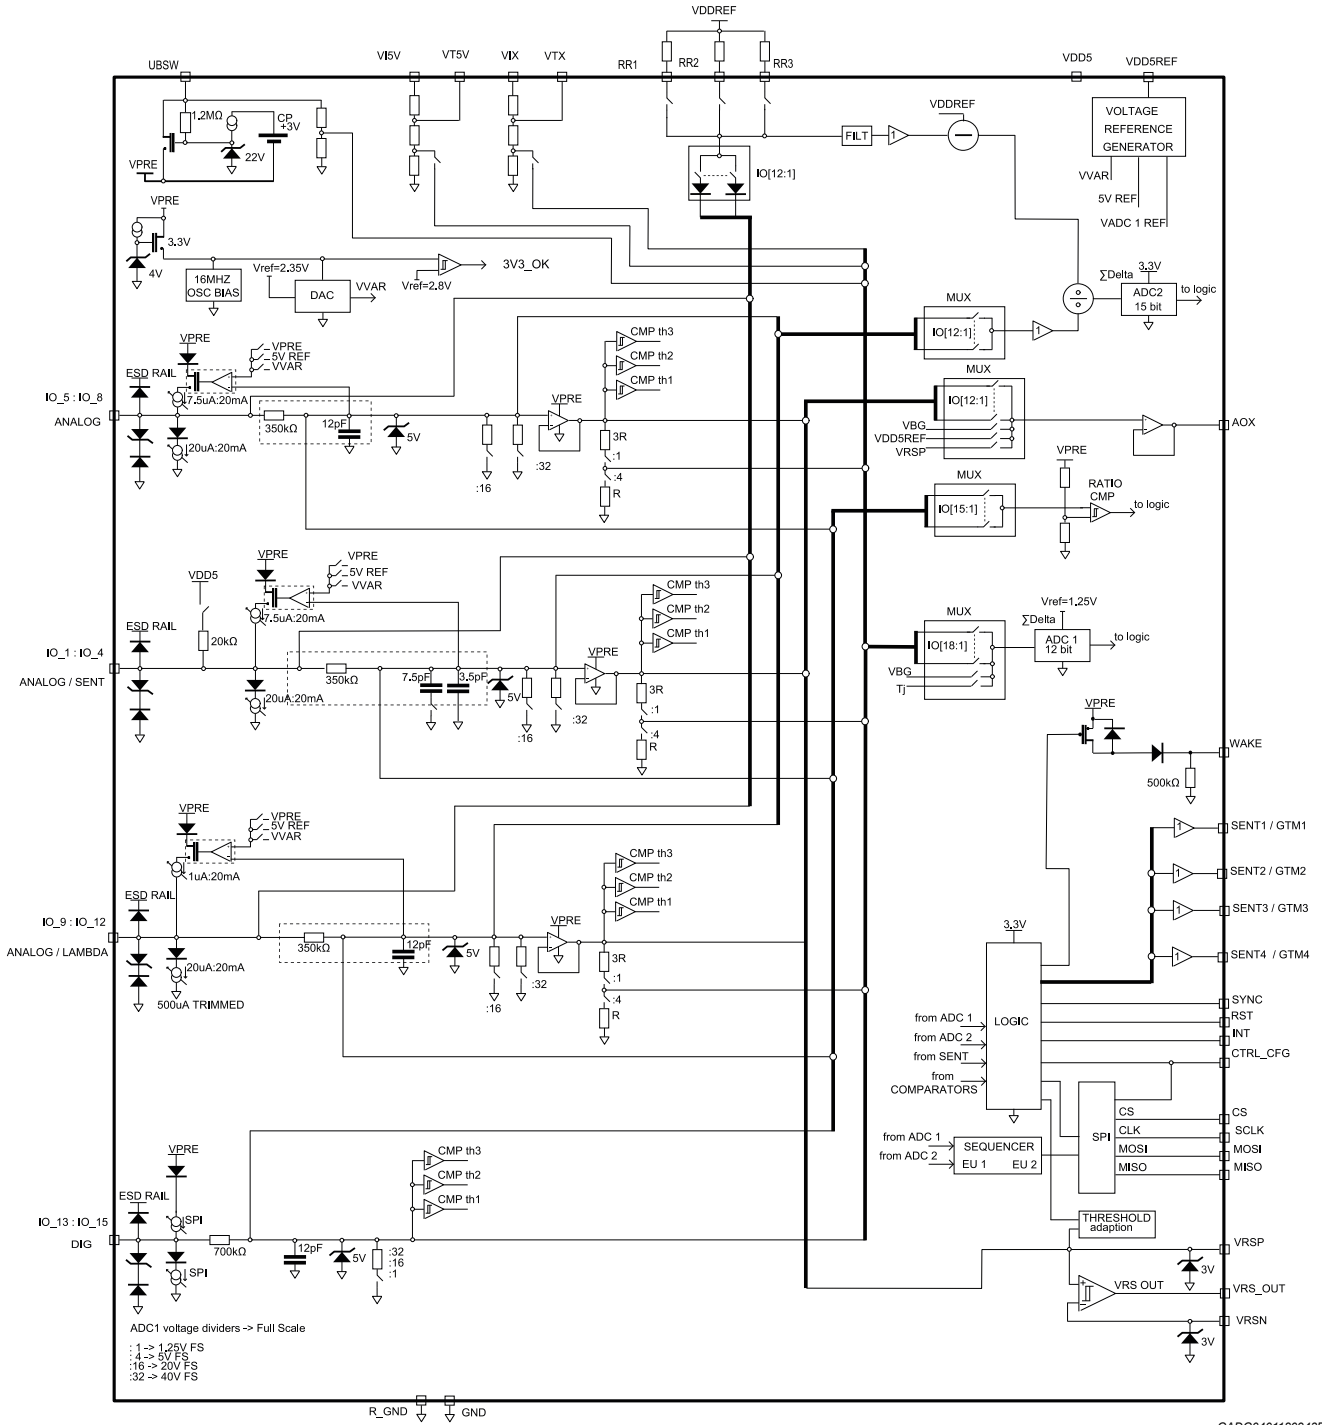 VDDREF
UBSW
VI5V
VT5V
VIX
VTX
RR1
RR2
RR3
VDD5
VDD5REF
1.2MΩ
CP
+3V
22V
VPRE
VDDREF
FILT
1
VOLTAGE
REFERENCE
GENERATOR
IO[12:1]
VVAR
5V REF
VADC 1 REF
VPRE
3.3V
4V
16MHZ
OSC BIAS
Vref=2.35V
DAC
VVAR
Vref=2.8V
3V3_OK
∑Delta
3.3V
ADC2
15 bit
to logic
MUX
IO[12:1]
1
VPRE
VPRE
5V REF
VVAR
CMP th3
CMP th2
CMP th1
ESD RAIL
7.5uA:20mA
IO_5 : IO_8
ANALOG
350kΩ
12pF
5V
VPRE
20uA:20mA
:16
:32
3R
:1
:4
R
MUX
IO[12:1]
VBG
VDD5REF
VRSP
AOX
MUX
IO[15:1]
VPRE
RATIO
CMP
to logic
VDD5
VPRE
VPRE
5V REF
VVAR
CMP th3
CMP th2
CMP th1
ESD RAIL
20kΩ
7.5uA:20mA
IO_1 : IO_4
ANALOG / SENT
350kΩ
7.5pF
3.5pF
5V
VPRE
20uA:20mA
:16
:32
3R
:1
:4
R
MUX
IO[18:1]
VBG
Tj
Vref=1.25V
∑Delta
ADC 1
12 bit
to logic
VPRE
WAKE
500kΩ
VPRE
VPRE
5V REF
VVAR
CMP th3
CMP th2
CMP th1
1uA:20mA
ESD RAIL
IO_9 : IO_12
ANALOG / LAMBDA
350kΩ
12pF
5V
VPRE
20uA:20mA
500uA TRIMMED
:16
:32
3R
:1
:4
R
1
SENT1 / GTM1
1
SENT2 / GTM2
1
SENT3 / GTM3
1
SENT4 / GTM4
3.3V
LOGIC
from ADC 1
from ADC 2
from SENT
from
COMPARATORS
SYNC
RST
INT
CTRL_CFG
SPI
CS
CLK
MOSI
MISO
CS
SCLK
MOSI
MISO
from ADC 1
from ADC 2
SEQUENCER
EU 1 EU 2
VPRE
CMP th3
CMP th2
CMP th1
ESD RAIL
SPI
IO_13 : IO_15
DIG
700kΩ
12pF
5V
:32
:16
:1
SPI
THRESHOLD
adaption
VRSP
3V
VRS OUT
VRS_OUT
VRSN
3V
ADC1 voltage dividers -> Full Scale
: 1 -> 1.25V FS
: 4 -> 5V FS
:16 -> 20V FS
:32 -> 40V FS
R_GND
GND